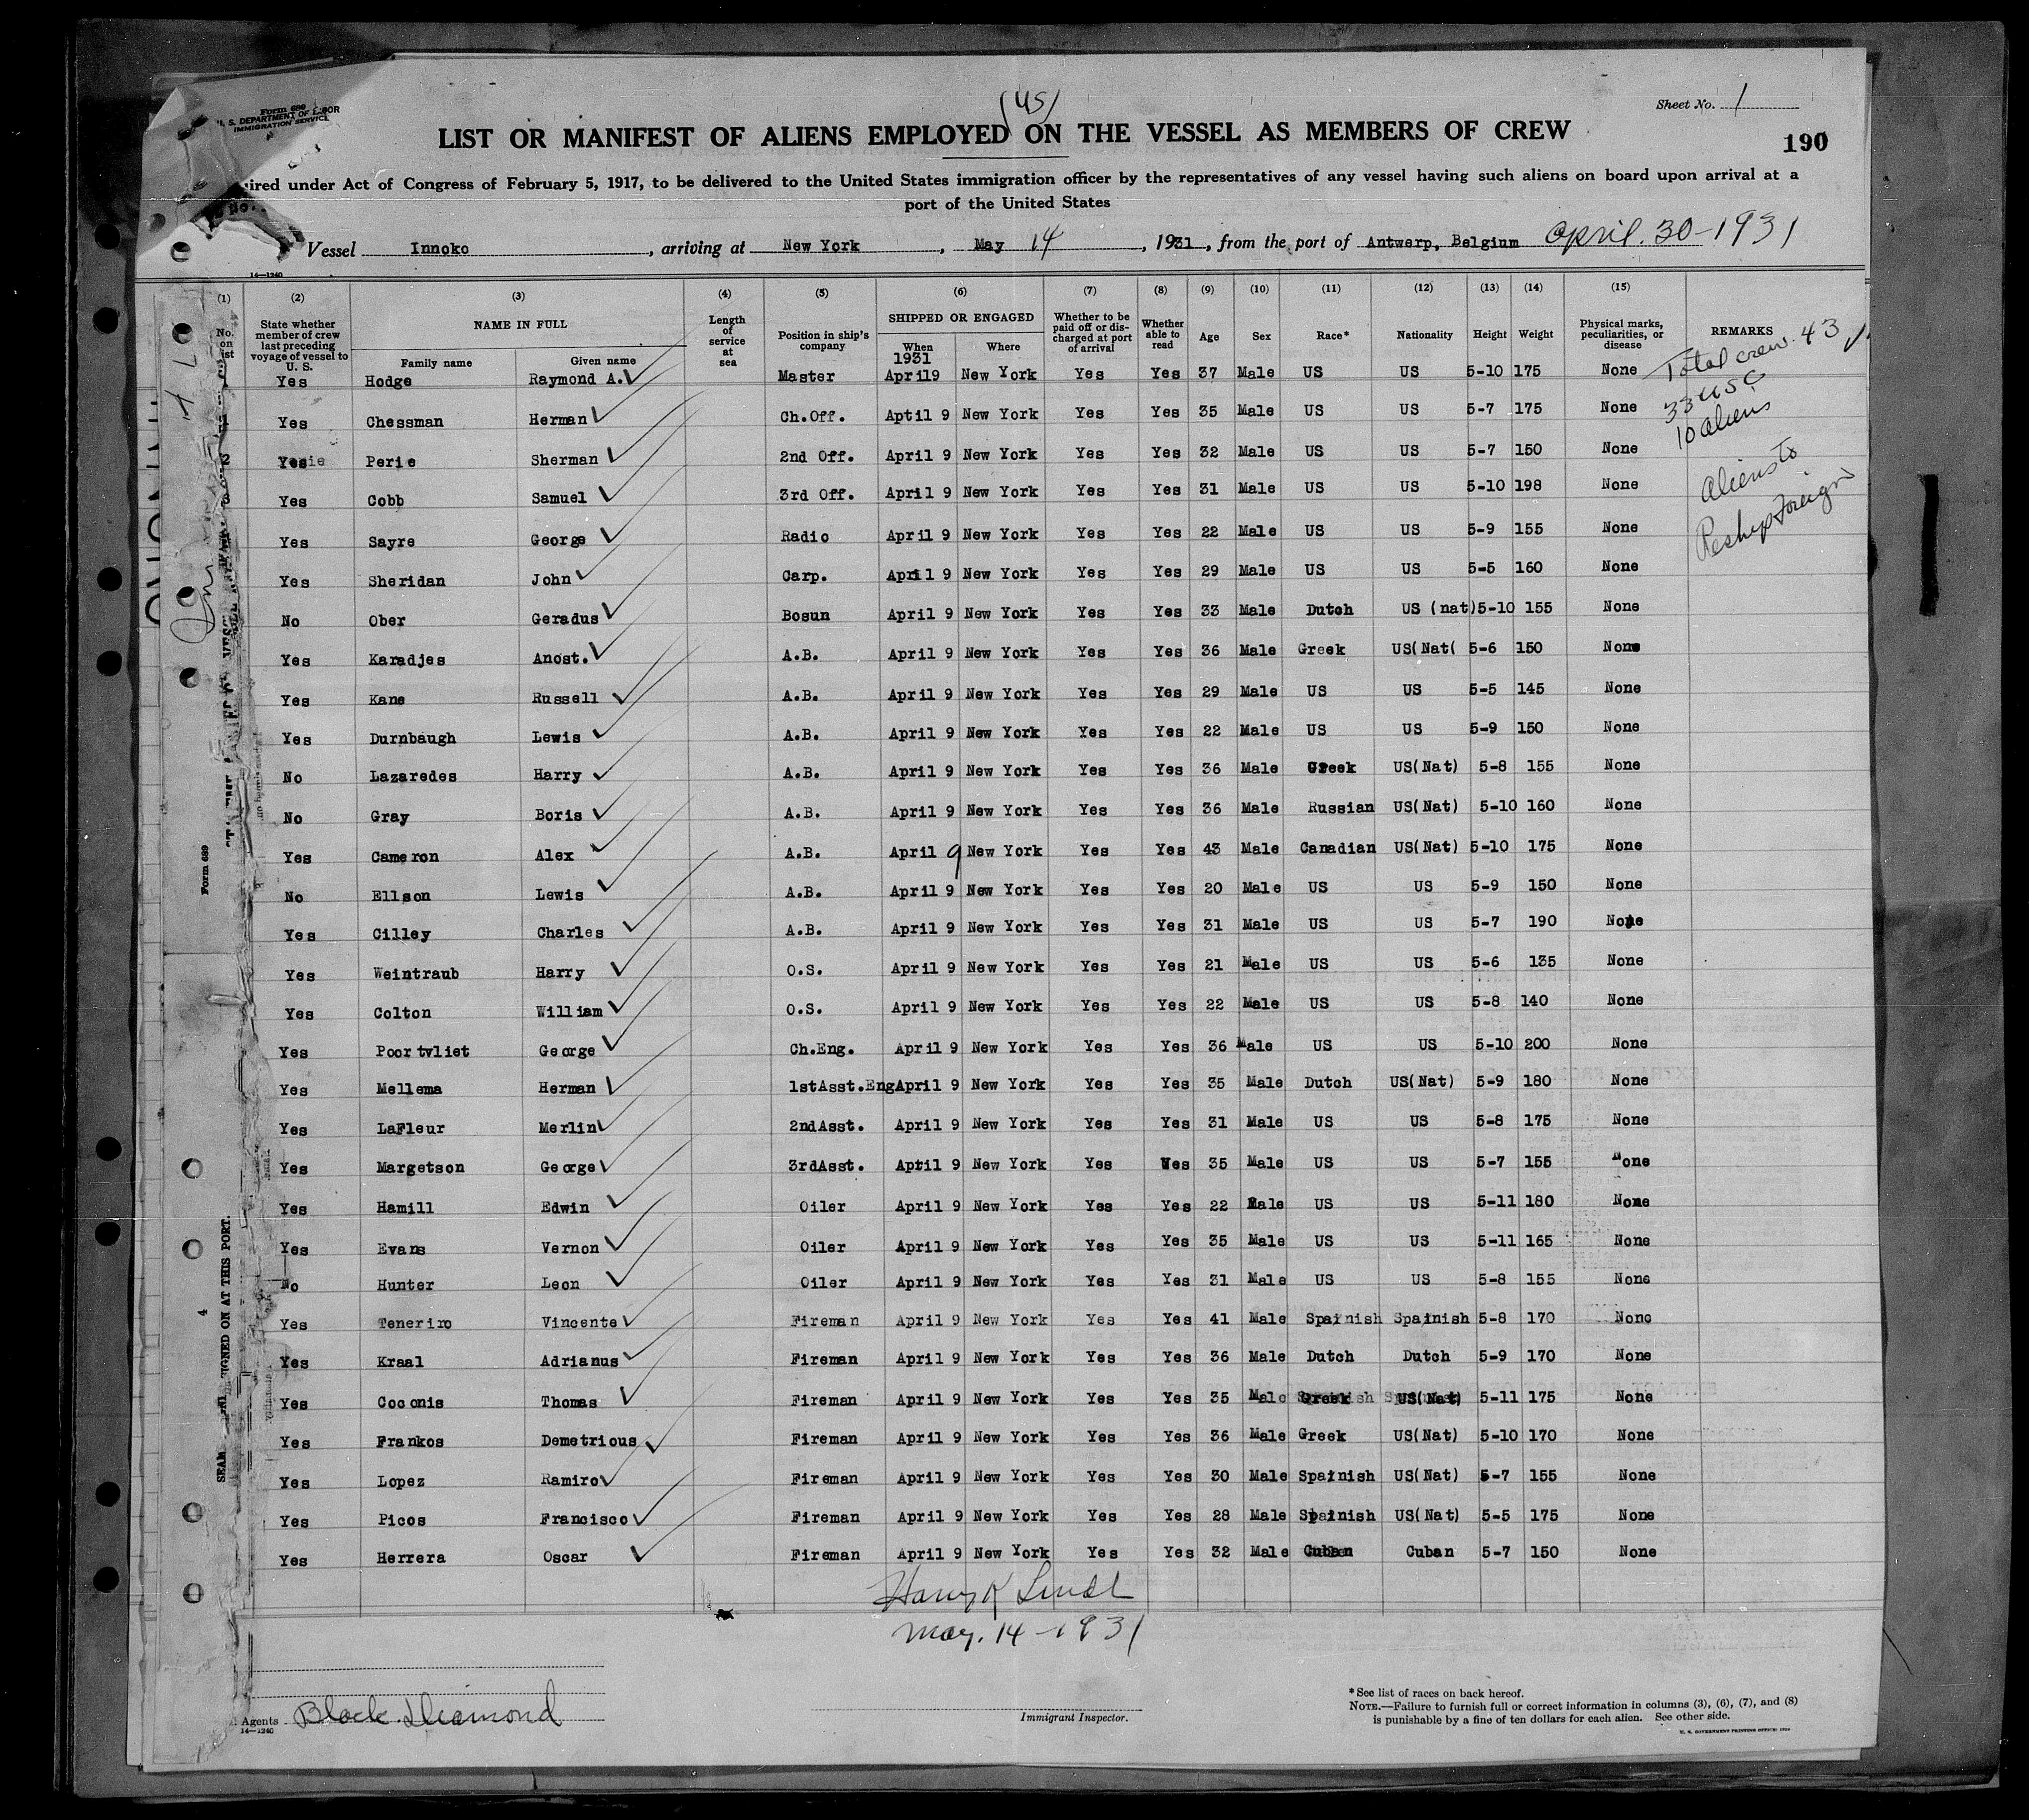 Form 689
U. S. DEPARTMENT OF LABOR
IMMIGRATION SERVICE
(US)
Sheet No. 1
LIST OR MANIFEST OF ALIENS EMPLOYED ON THE VESSEL AS MEMBERS OF CREW
190
ired under Act of Congress of February 5, 1917, to be delivered to the United States immigration officer by the representatives of any vessel having such aliens on board upon arrival at a
port of the United States
Vessel Innoko, arriving at New York, May 14, 1931, from the port of Antwerp, Belgium April. 30-1931
14-1240
(1) (2) (3) (4) (5) (6) (7) (8) (9) (10) (11) (12) (13) (14) (15)
No. on list State whether member of crew last preceding voyage of vessel to U. S. NAME IN FULL Family name Given name Length of service at sea Position in ship's company SHIPPED OR ENGAGED When 1931 Where Whether to be paid off or discharged at port of arrival Whether able to read Age Sex Race* Nationality Height Weight Physical marks, peculiarities, or disease REMARKS
Total crew. 43
33 USC
10 aliens
Aliens to
Reship Foreign
Yes Hodge Raymond A. Master April9 New York Yes Yes 37 Male US US 5-10 175 None
Yes Chessman Herman Ch.Off. Aptil 9 New York Yes Yes 35 Male US US 5-7 175 None
Yes Perie Sherman 2nd Off. April 9 New York Yes Yes 32 Male US US 5-7 150 None
Yes Cobb Samuel 3rd Off. April 9 New York Yes Yes 31 Male US US 5-10 198 None
Yes Sayre George Radio April 9 New York Yes Yes 22 Male US US 5-9 155 None
Yes Sheridan John Carp. April 9 New York Yes Yes 29 Male US US 5-5 160 None
No Ober Geradus Bosun April 9 New York Yes Yes 33 Male Dutch US (nat) 5-10 155 None
Yes Karadjes Anost. A.B. April 9 New York Yes Yes 36 Male Greek US(Nat( 5-6 150 None
Yes Kane Russell A.B. April 9 New York Yes Yes 29 Male US US 5-5 145 None
Yes Durnbaugh Lewis A.B. April 9 New York Yes Yes 22 Male US US 5-9 150 None
No Lazaredes Harry A.B. April 9 New York Yes Yes 36 Male Greek US(Nat) 5-8 155 None
No Gray Boris A.B. April 9 New York Yes Yes 36 Male Russian US(Nat) 5-10 160 None
Yes Cameron Alex A.B. April 9 New York Yes Yes 43 Male Canadian US(Nat) 5-10 175 None
No Ellson Lewis A.B. April 9 New York Yes Yes 20 Male US US 5-9 150 None
Yes Cilley Charles A.B. April 9 New York Yes Yes 31 Male US US 5-7 190 None
Yes Weintraub Harry O.S. April 9 New York Yes Yes 21 Male US US 5-6 135 None
Yes Colton William O.S. April 9 New York Yes Yes 22 Male US US 5-8 140 None
Yes Poortvliet George Ch.Eng. April 9 New York Yes Yes 36 Male US US 5-10 200 None
Yes Mellema Herman 1stAsst.Eng April 9 New York Yes Yes 35 Male Dutch US(Nat) 5-9 180 None
Yes LaFleur Merlin 2ndAsst. April 9 New York Yes Yes 31 Male US US 5-8 175 None
Yes Margetson George 3rdAsst. April 9 New York Yes Yes 35 Male US US 5-7 155 None
Yes Hamill Edwin Oiler April 9 New York Yes Yes 22 Male US US 5-11 180 None
Yes Evans Vernon Oiler April 9 New York Yes Yes 35 Male US US 5-11 165 None
No Hunter Leon Oiler April 9 New York Yes Yes 31 Male US US 5-8 155 None
Yes Teneriro Vincente Fireman April 9 New York Yes Yes 41 Male Spainish Spainish 5-8 170 None
Yes Kraal Adrianus Fireman April 9 New York Yes Yes 36 Male Dutch Dutch 5-9 170 None
Yes Coconis Thomas Fireman April 9 New York Yes Yes 35 Male Greek US(Nat) 5-11 175 None
Yes Frankos Demetrious Fireman April 9 New York Yes Yes 36 Male Greek US(Nat) 5-10 170 None
Yes Lopez Ramiro Fireman April 9 New York Yes Yes 30 Male Spainish US(Nat) 5-7 155 None
Yes Picos Francisco Fireman April 9 New York Yes Yes 28 Male Spainish US(Nat) 5-5 175 None
Yes Herrera Oscar Fireman April 9 New York Yes Yes 32 Male Cuban Cuban 5-7 150 None
May. 14-1931
Agents Black Diamond
14-1240
Immigrant Inspector.
*See list of races on back hereof.
NOTE.—Failure to furnish full or correct information in columns (3), (6), (7), and (8)
is punishable by a fine of ten dollars for each alien. See other side.
U. S. GOVERNMENT PRINTING OFFICE
Form 689
SIGNED ON AT THIS PORT.
4